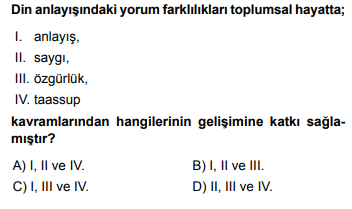 Din anlayışındaki yorum farklılıkları toplumsal hayatta;
I. anlayış,
II. saygı,
III. özgürlük,
IV. taassup
kavramlarından hangilerinin gelişimine katkı sağla-
mıştır?
A) I, II ve IV. B) I, II ve III.
C) I, III ve IV. D) II, III ve IV.